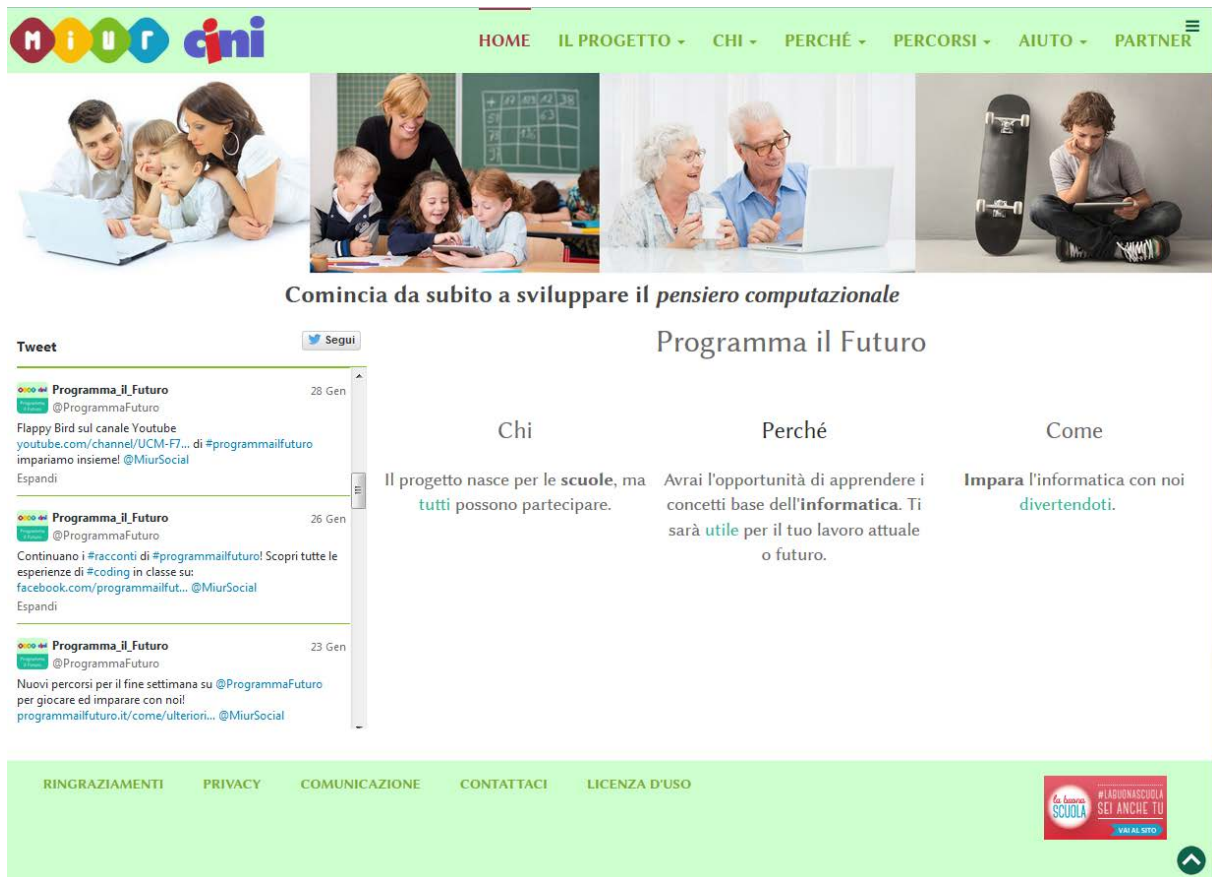 MIUR cini
HOME IL PROGETTO CHI PERCHÉ PERCORSI AIUTO PARTNER
Comincia da subito a sviluppare il pensiero computazionale
Tweet
Segui
Programma_il_Futuro 28 Gen
@ProgrammaFuturo
Flappy Bird sul canale Youtube
youtube.com/channel/UCM-F7... di #programmailfuturo
impariamo insieme! @MiurSocial
Espandi
Programma_il_Futuro 26 Gen
@ProgrammaFuturo
Continuano i #racconti di #programmailfuturo! Scopri tutte le
esperienze di #coding in classe su:
facebook.com/programmailfut... @MiurSocial
Espandi
Programma_il_Futuro 23 Gen
@ProgrammaFuturo
Nuovi percorsi per il fine settimana su @ProgrammaFuturo
per giocare ed imparare con noi!
programmailfuturo.it/come/ulteriori... @MiurSocial
Programma il Futuro
Chi
Il progetto nasce per le scuole, ma
tutti possono partecipare.
Perché
Avrai l'opportunità di apprendere i
concetti base dell'informatica. Ti
sarà utile per il tuo lavoro attuale
o futuro.
Come
Impara l'informatica con noi
divertendoti.
RINGRAZIAMENTI PRIVACY COMUNICAZIONE CONTATTACI LICENZA D'USO
la buona
SCUOLA
#LABUONASCUOLA
SEI ANCHE TU
VAI AL SITO